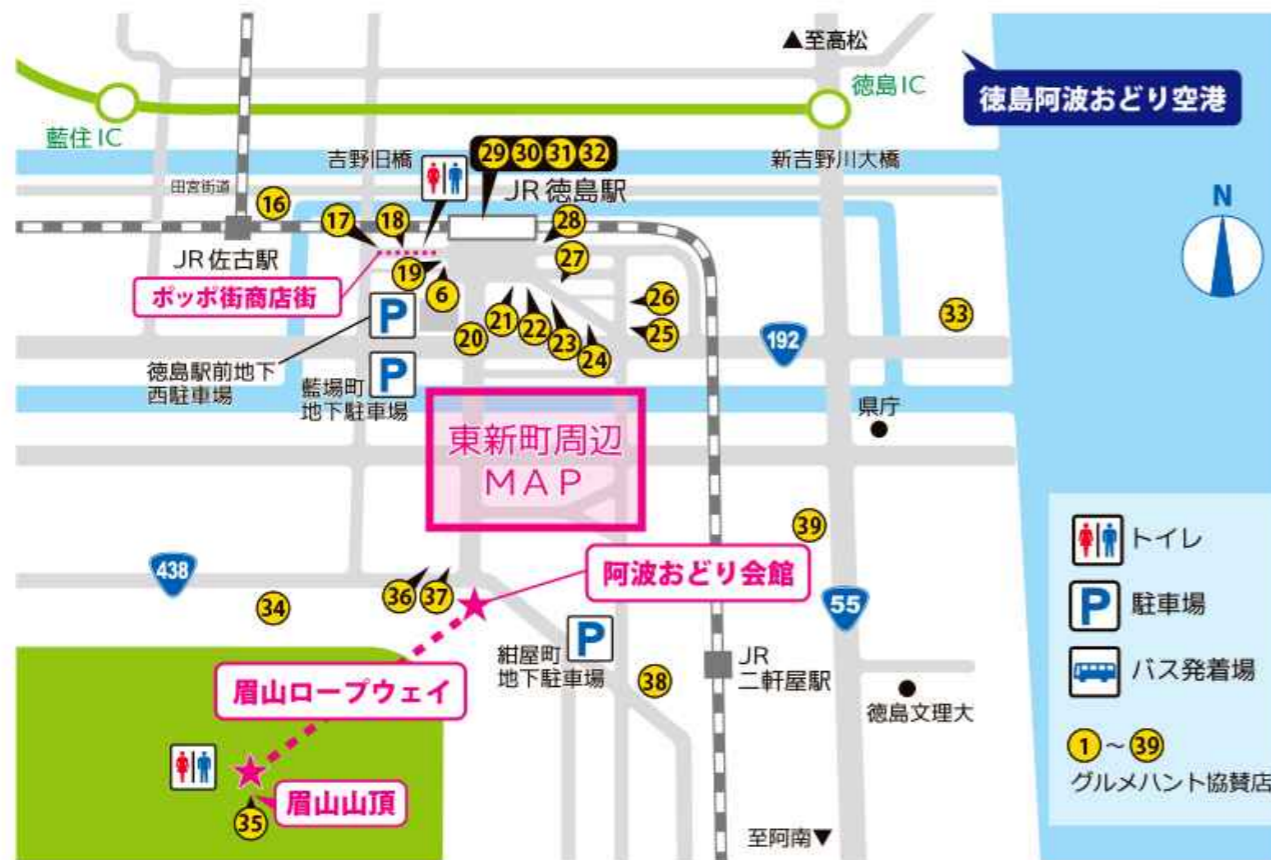 ▲至高松
徳島IC
徳島阿波おどり空港
藍住IC
吉野旧橋
29 30 31 32
新吉野川大橋
田宮街道
JR徳島駅
N
16
17
18
28
JR佐古駅
19
27
ポッポ街商店街
6
26
P
21
22
23
25
33
20
24
192
徳島駅前地下
西駐車場
P
藍場町
地下駐車場
県庁
東新町周辺
MAP
39
トイレ
438
阿波おどり会館
36
37
34
55
P
駐車場
P
紺屋町
地下駐車場
JR
二軒屋駅
38
バス発着場
眉山ロープウェイ
徳島文理大
1～39
グルメハント協賛店
眉山山頂
35
至阿南▼